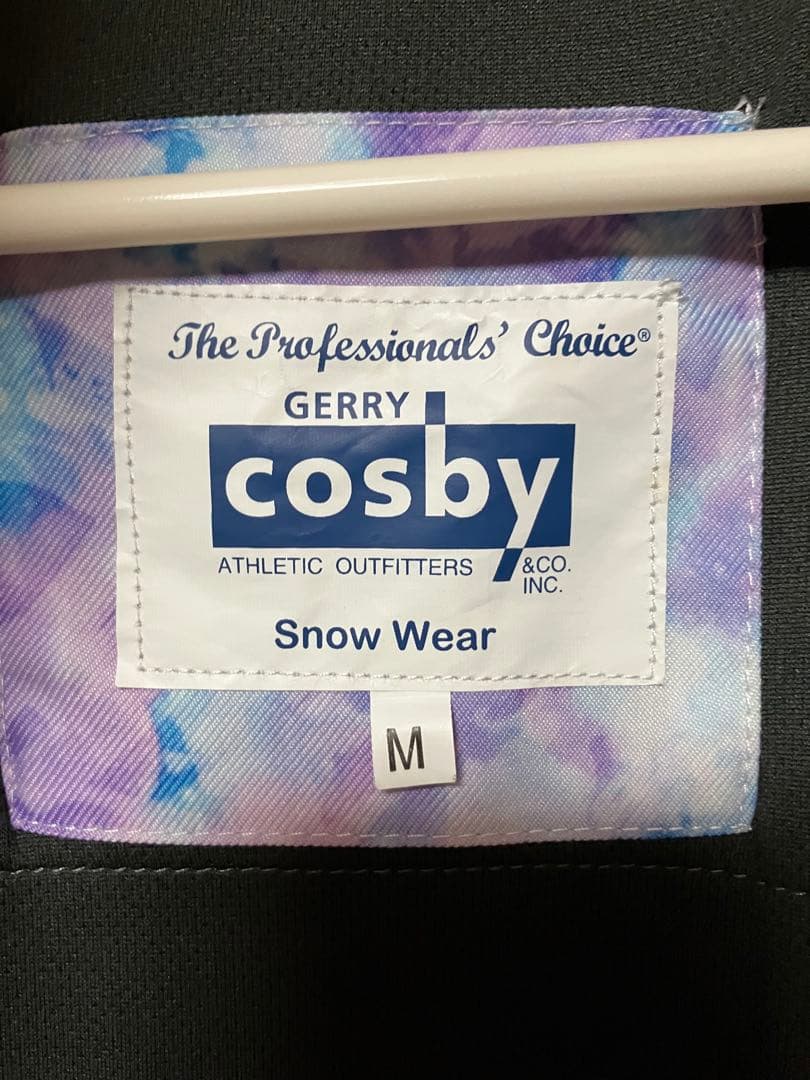 The Professionals' Choice®
GERRY
cosby
ATHLETIC OUTFITTERS &CO.
INC.
Snow Wear
M